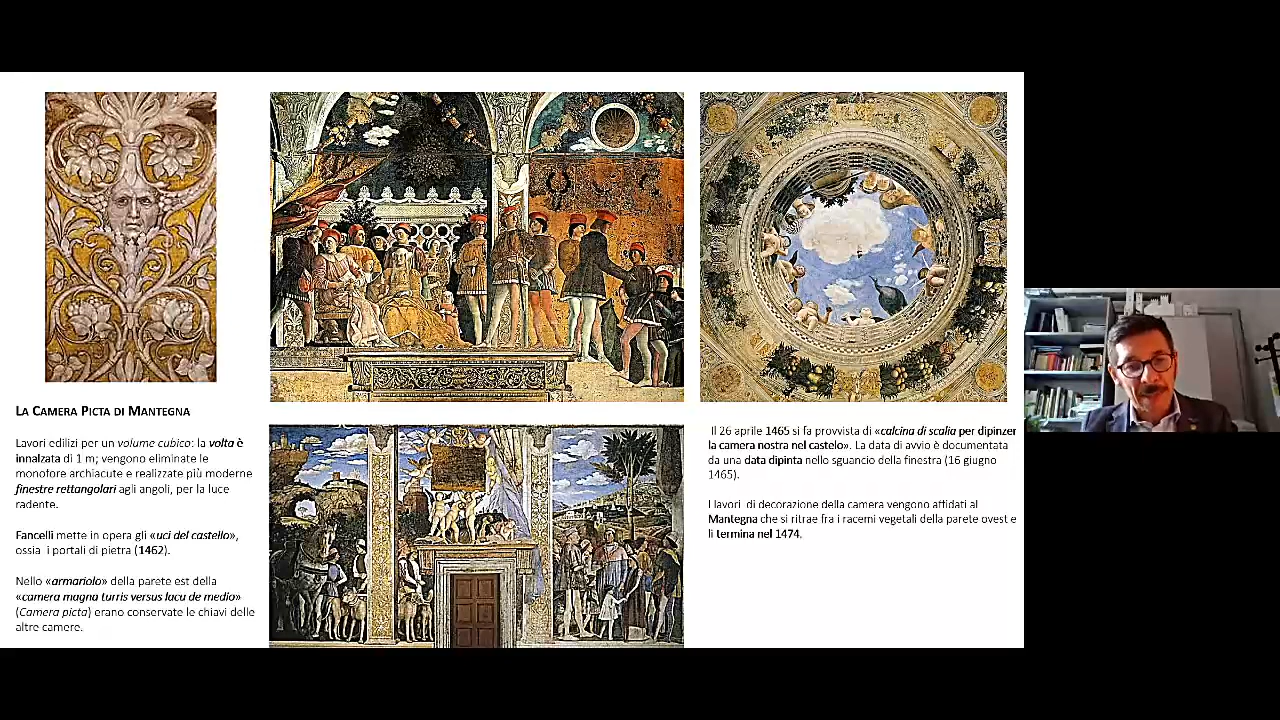 LA CAMERA PICTA DI MANTEGNA
Lavori edilizi per un volume cubico: la volta è
innalzata di 1 m; vengono eliminate le
monofore archiacute e realizzate più moderne
finestre rettangolari agli angoli, per la luce
radente.
Fancelli mette in opera gli «uci del castello»,
ossia i portali di pietra (1462).
Nello «armariolo» della parete est della
«camera magna turris versus lacu de medio»
(Camera picta) erano conservate le chiavi delle
altre camere.
Il 26 aprile 1465 si fa provvista di «calcina di scalia per dipinzer
la camera nostra nel castelo». La data di avvio è documentata
da una data dipinta nello sguancio della finestra (16 giugno
1465).
I lavori di decorazione della camera vengono affidati al
Mantegna che si ritrae fra i racemi vegetali della parete ovest e
li termina nel 1474.